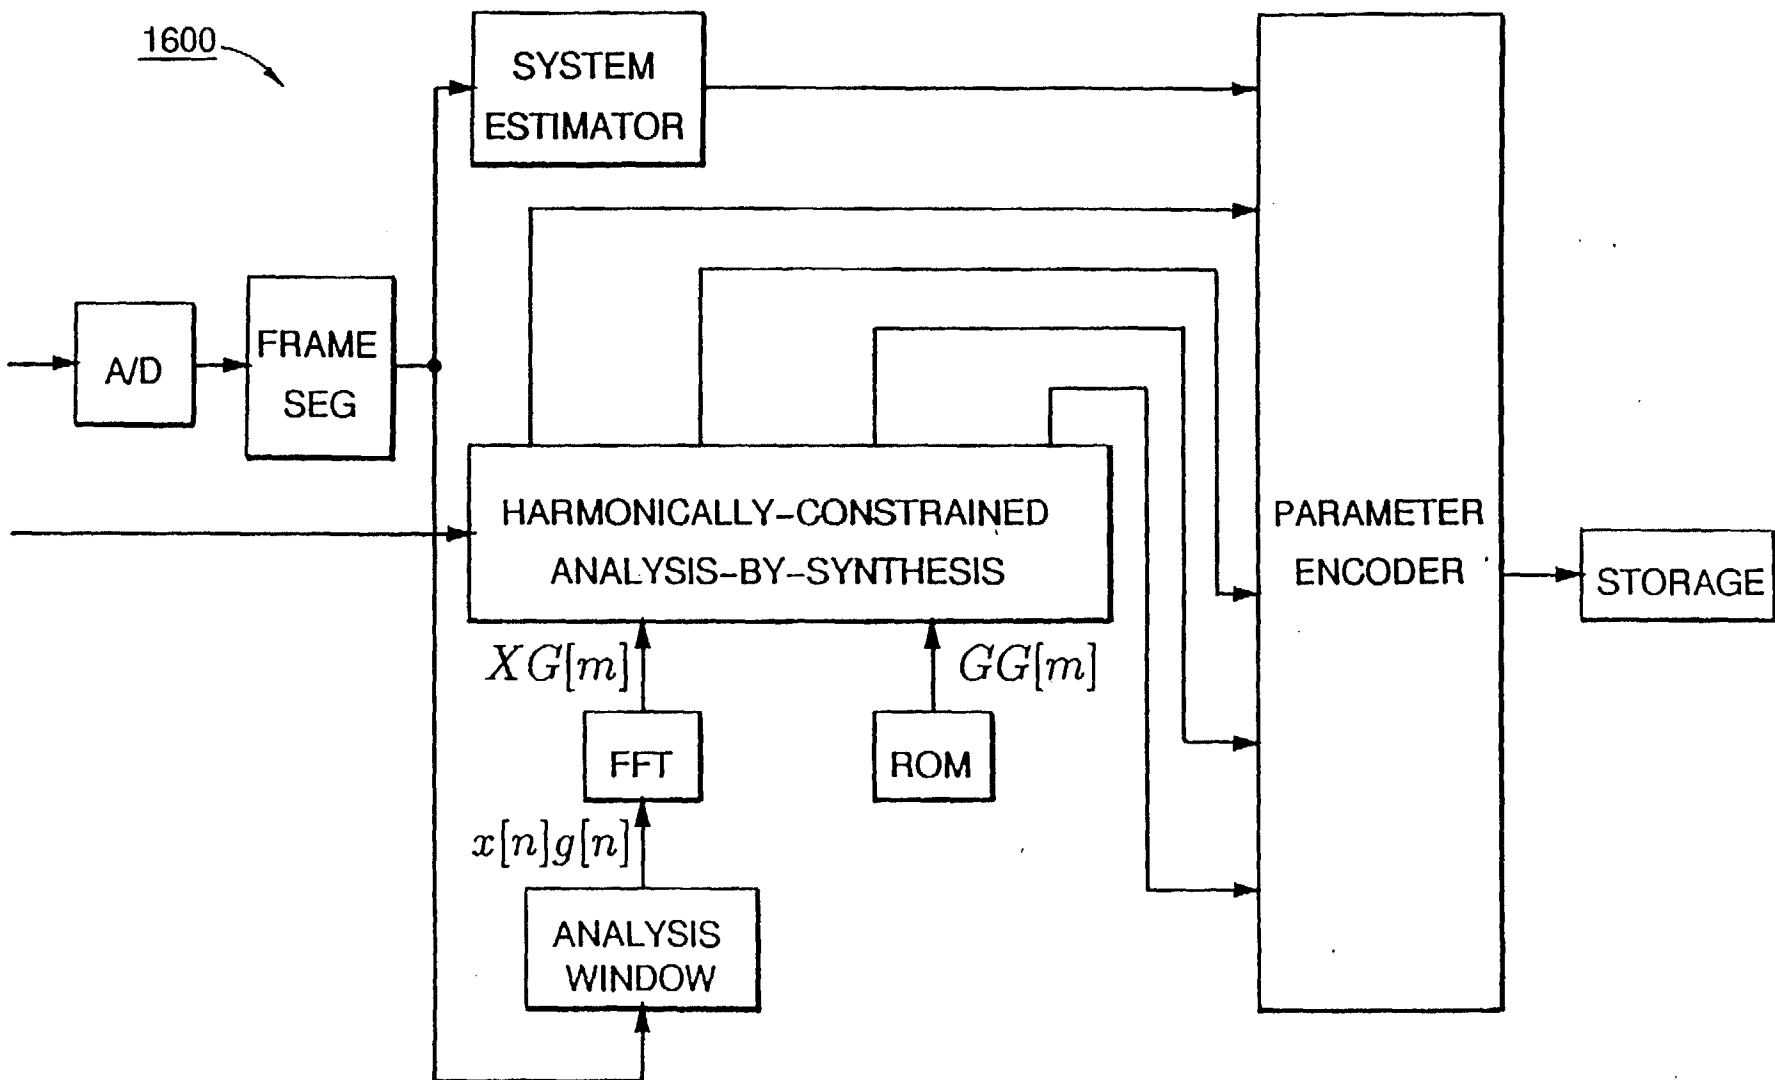 1600
SYSTEM
ESTIMATOR
A/D
FRAME
SEG
HARMONICALLY-CONSTRAINED
ANALYSIS-BY-SYNTHESIS
PARAMETER
ENCODER
STORAGE
XG[m]
GG[m]
FFT
ROM
x[n]g[n]
ANALYSIS
WINDOW